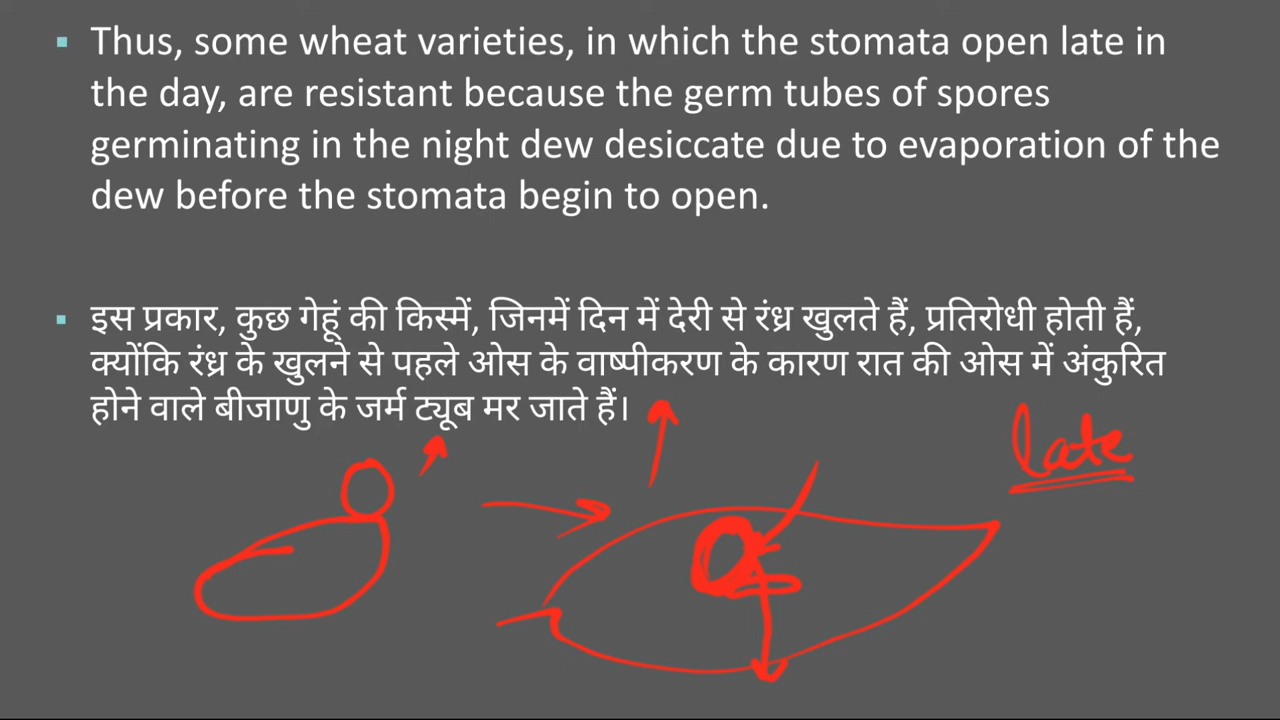 ▪ Thus, some wheat varieties, in which the stomata open late in
the day, are resistant because the germ tubes of spores
germinating in the night dew desiccate due to evaporation of the
dew before the stomata begin to open.
▪ इस प्रकार, कुछ गेहूं की किस्में, जिनमें दिन में देरी से रंध्र खुलते हैं, प्रतिरोधी होती हैं,
क्योंकि रंध्र के खुलने से पहले ओस के वाष्पीकरण के कारण रात की ओस में अंकुरित
होने वाले बीजाणु के जर्म ट्यूब मर जाते हैं।
late